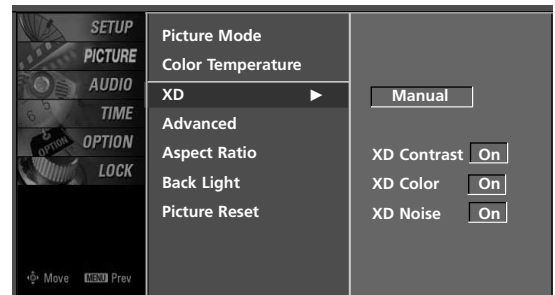 SETUP
PICTURE
AUDIO
TIME
OPTION
LOCK
Move MENU Prev
Picture Mode
Color Temperature
XD ►
Advanced
Aspect Ratio
Back Light
Picture Reset
Manual
XD Contrast On
XD Color On
XD Noise On